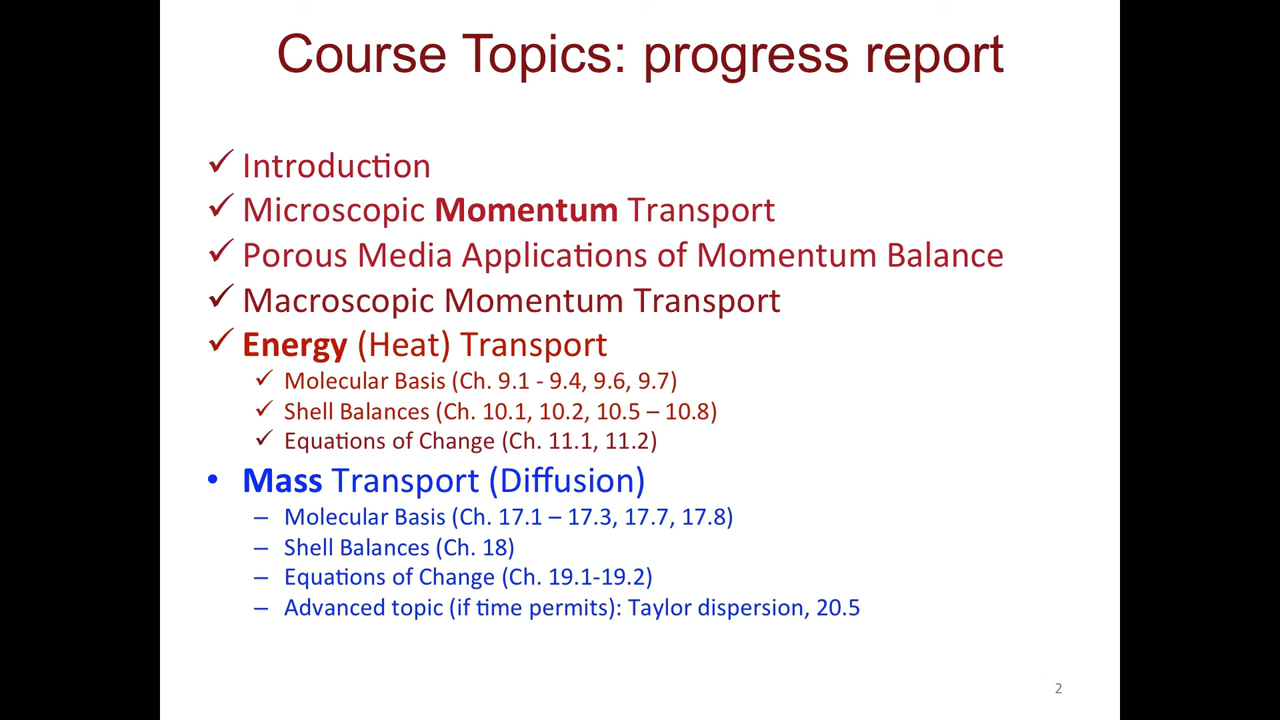 Course Topics: progress report
✓ Introduction
✓ Microscopic Momentum Transport
✓ Porous Media Applications of Momentum Balance
✓ Macroscopic Momentum Transport
✓ Energy (Heat) Transport
✓ Molecular Basis (Ch. 9.1 - 9.4, 9.6, 9.7)
✓ Shell Balances (Ch. 10.1, 10.2, 10.5 – 10.8)
✓ Equations of Change (Ch. 11.1, 11.2)
• Mass Transport (Diffusion)
– Molecular Basis (Ch. 17.1 – 17.3, 17.7, 17.8)
– Shell Balances (Ch. 18)
– Equations of Change (Ch. 19.1-19.2)
– Advanced topic (if time permits): Taylor dispersion, 20.5
2